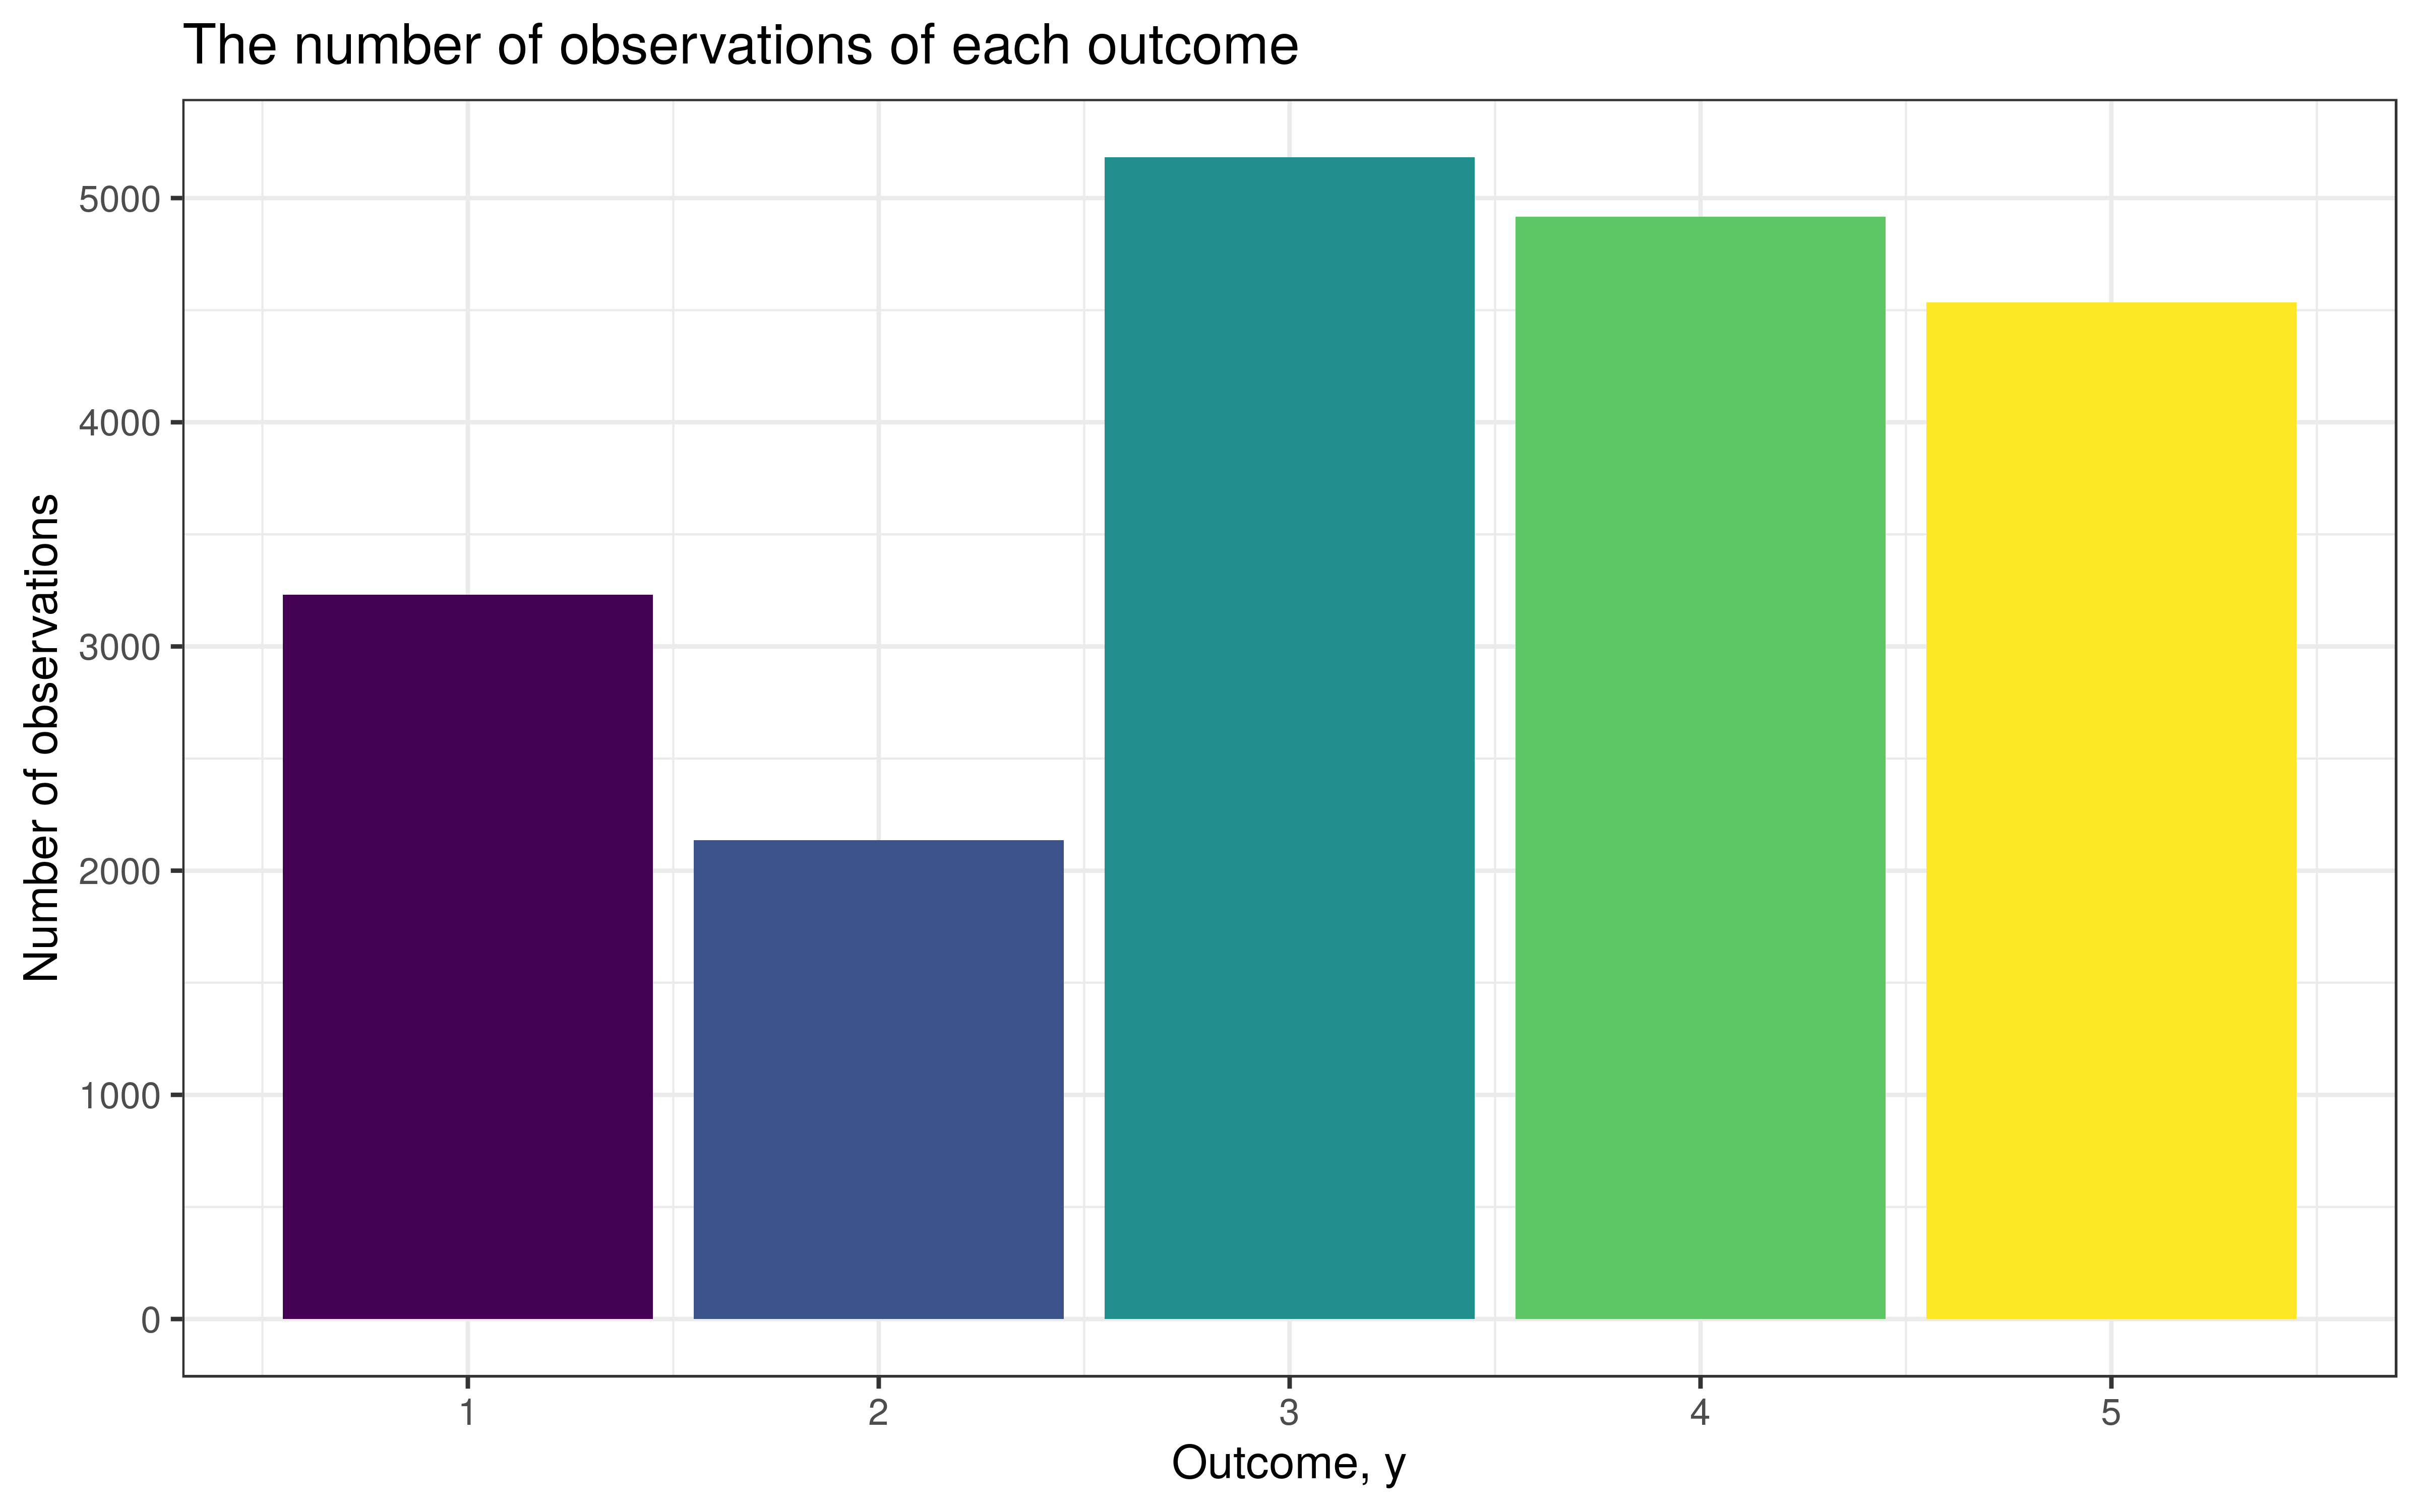 The number of observations of each outcome
Number of observations
5000
4000
3000
2000
1000
0
1 2 3 4 5
Outcome, y